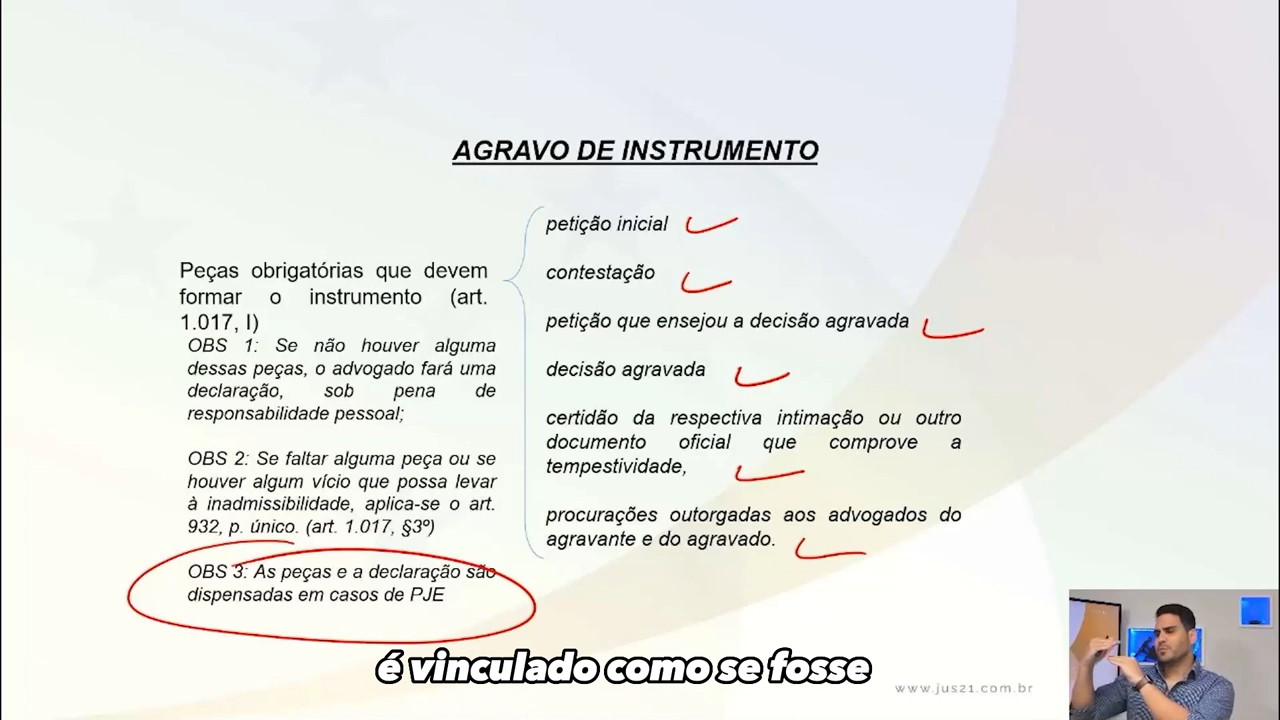 AGRAVO DE INSTRUMENTO
Peças obrigatórias que devem
formar o instrumento (art.
1.017, I)
OBS 1: Se não houver alguma
dessas peças, o advogado fará uma
declaração, sob pena de
responsabilidade pessoal;
OBS 2: Se faltar alguma peça ou se
houver algum vício que possa levar
à inadmissibilidade, aplica-se o art.
932, p. único. (art. 1.017, §3º)
OBS 3: As peças e a declaração são
dispensadas em casos de PJE
petição inicial
contestação
petição que ensejou a decisão agravada
decisão agravada
certidão da respectiva intimação ou outro
documento oficial que comprove a
tempestividade,
procurações outorgadas aos advogados do
agravante e do agravado.
é vinculado como se fosse
www.jus21.com.br